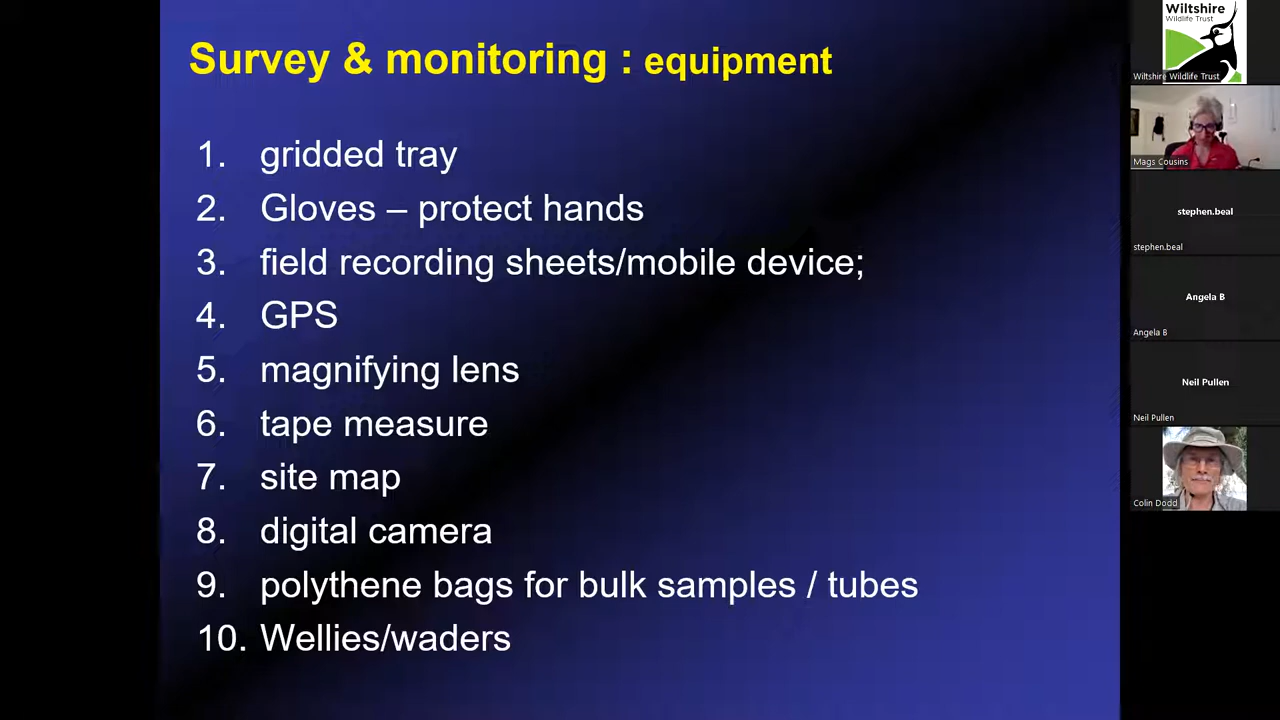 Survey & monitoring : equipment
1. gridded tray
2. Gloves – protect hands
3. field recording sheets/mobile device;
4. GPS
5. magnifying lens
6. tape measure
7. site map
8. digital camera
9. polythene bags for bulk samples / tubes
10. Wellies/waders
Wiltshire
Wildlife Trust
Wiltshire Wildlife Trust
Mags Cousins
stephen.beal
stephen.beal
Angela B
Angela B
Neil Pullen
Neil Pullen
Colin Dodd